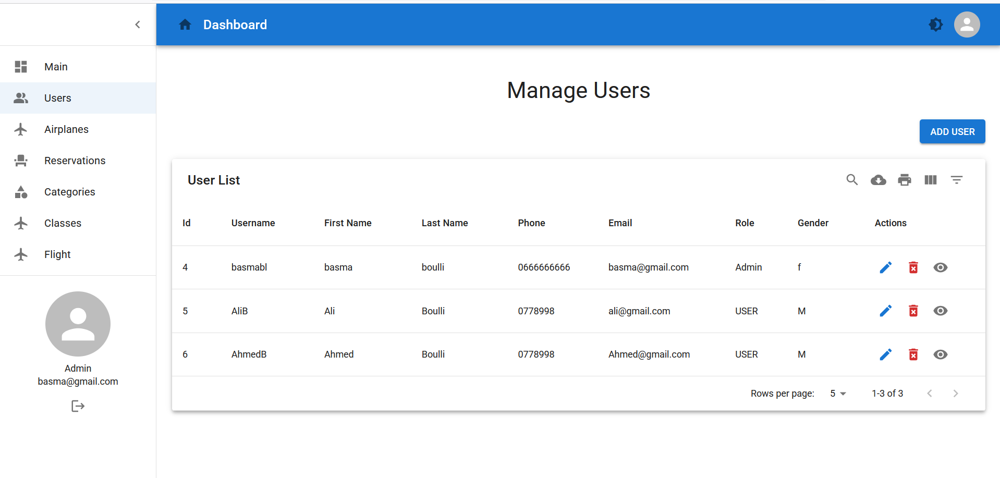 Dashboard
Main
Users
Airplanes
Reservations
Categories
Classes
Flight
Admin
basma@gmail.com
Manage Users
ADD USER
User List
Id Username First Name Last Name Phone Email Role Gender Actions
4 basmabl basma boulli 0666666666 basma@gmail.com Admin f
5 AliB Ali Boulli 0778998 ali@gmail.com USER M
6 AhmedB Ahmed Boulli 0778998 Ahmed@gmail.com USER M
Rows per page: 5 1-3 of 3